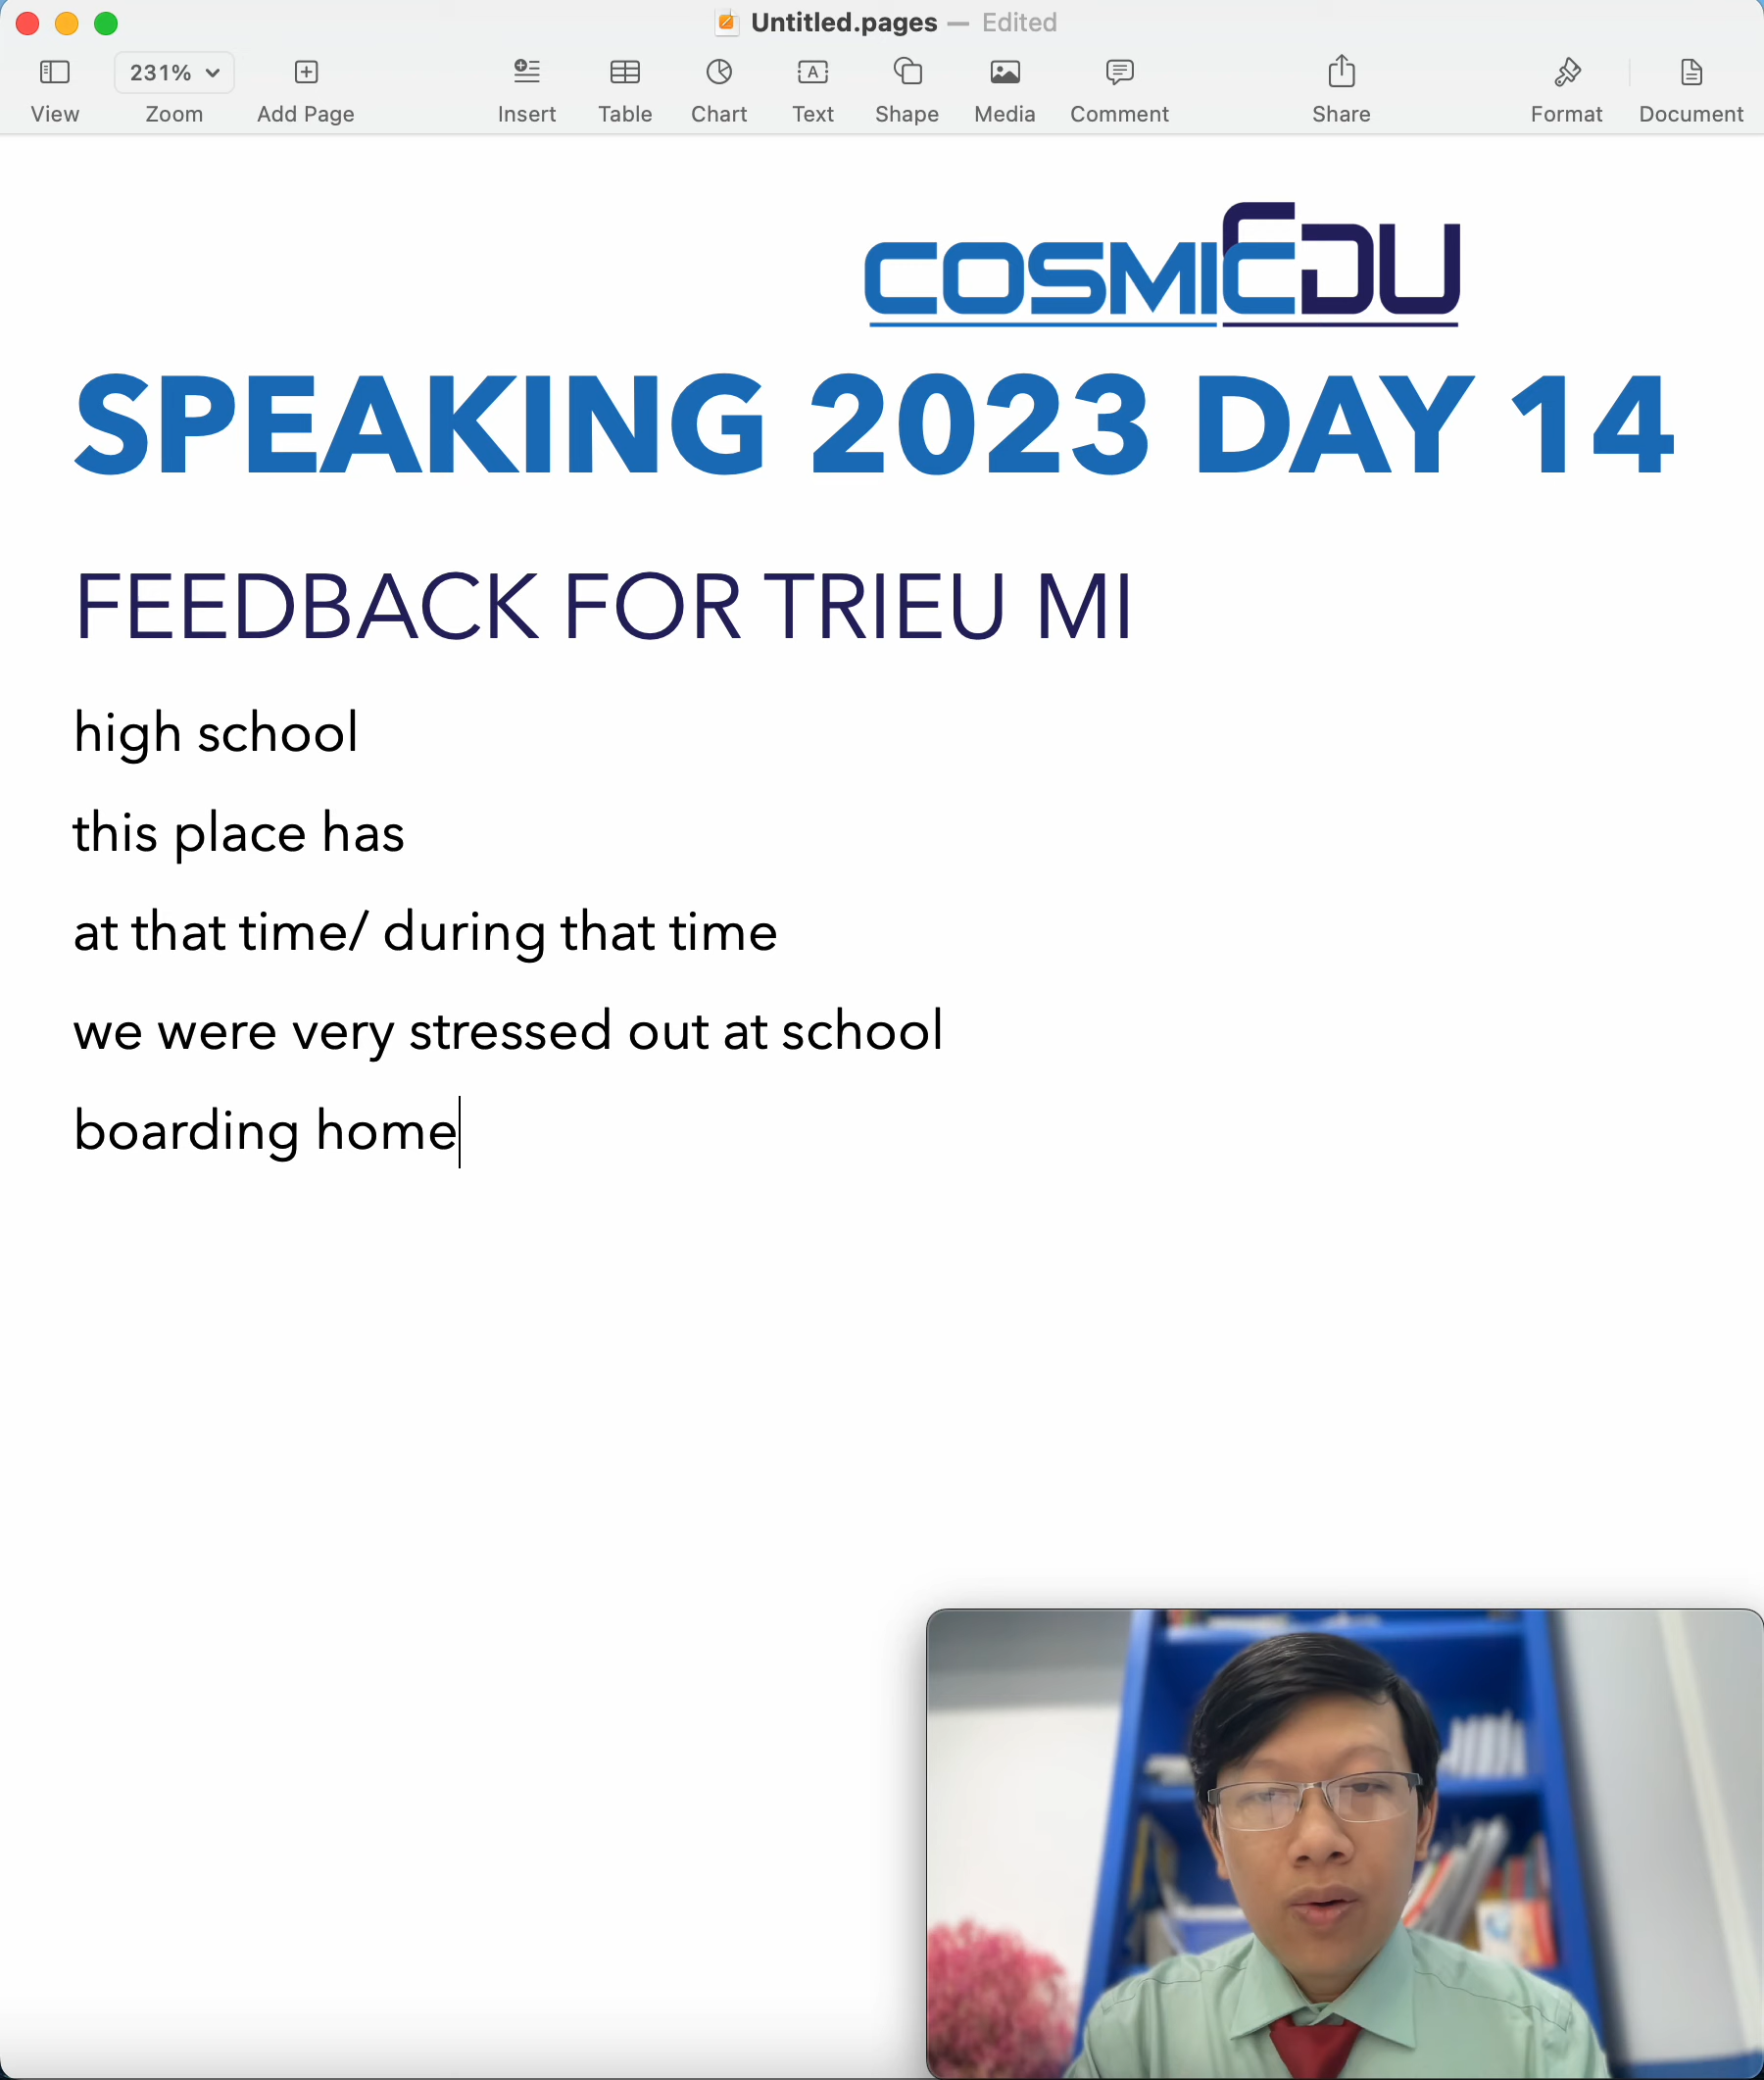 Untitled.pages — Edited
231%
View Zoom Add Page Insert Table Chart Text Shape Media Comment Share Format Document
COSMIEDU
SPEAKING 2023 DAY 14
FEEDBACK FOR TRIEU MI
high school
this place has
at that time/ during that time
we were very stressed out at school
boarding home